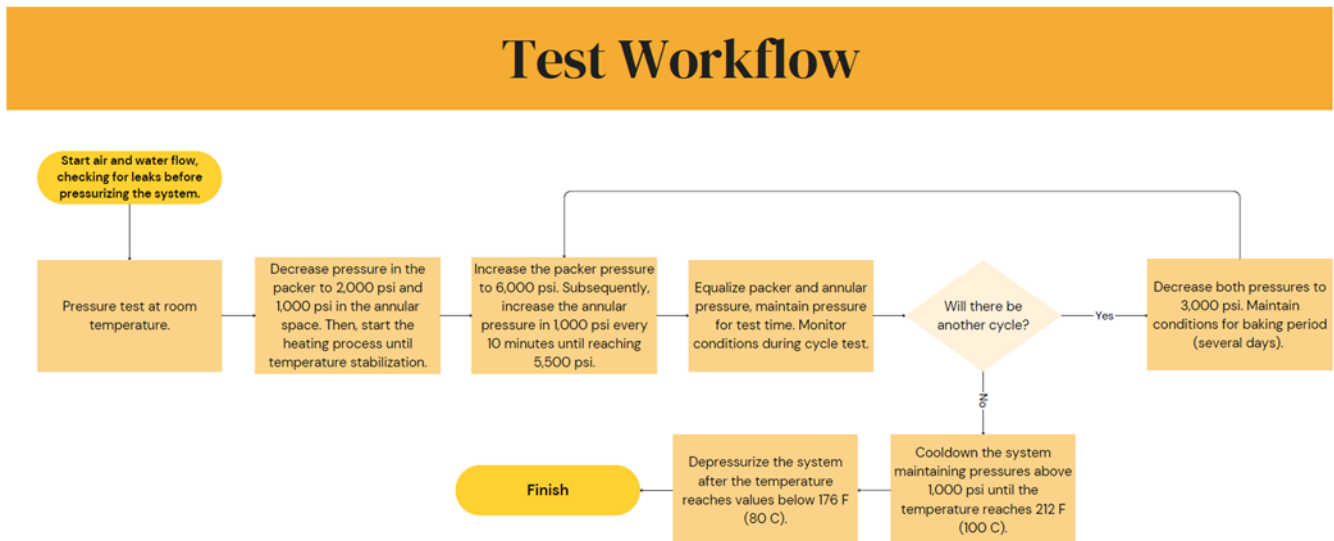 Test Workflow
Start air and water flow,
checking for leaks before
pressurizing the system.
Pressure test at room
temperature.
Decrease pressure in the
packer to 2,000 psi and
1,000 psi in the annular
space. Then, start the
heating process until
temperature stabilization.
Increase the packer pressure
to 6,000 psi. Subsequently,
increase the annular
pressure in 1,000 psi every
10 minutes until reaching
5,500 psi.
Equalize packer and annular
pressure, maintain pressure
for test time. Monitor
conditions during cycle test.
Will there be
another cycle?
Yes
Decrease both pressures to
3,000 psi. Maintain
conditions for baking period
(several days).
No
Cooldown the system
maintaining pressures above
1,000 psi until the
temperature reaches 212 F
(100 C).
Depressurize the system
after the temperature
reaches values below 176 F
(80 C).
Finish